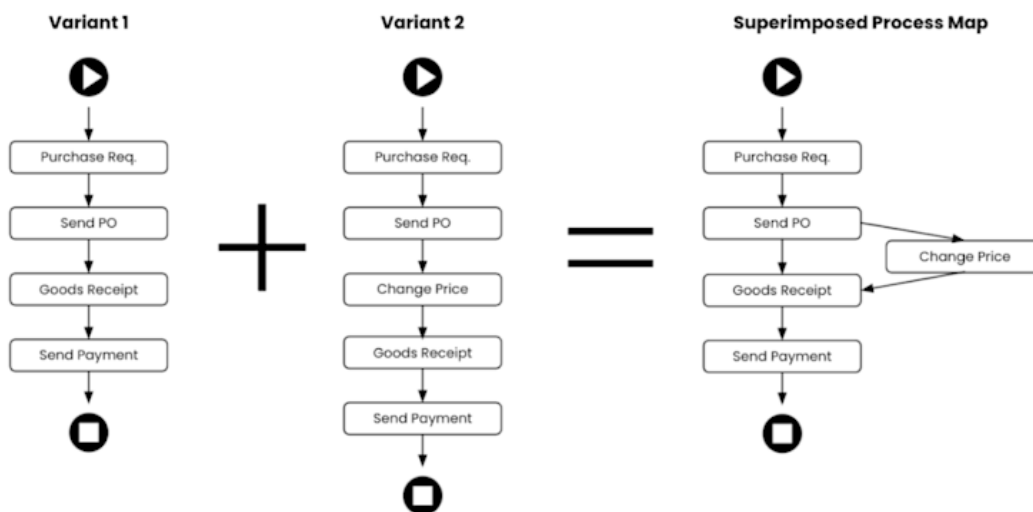 Variant 1
Purchase Req.
Send PO
Goods Receipt
Send Payment
Variant 2
Purchase Req.
Send PO
Change Price
Goods Receipt
Send Payment
Superimposed Process Map
Purchase Req.
Send PO
Change Price
Goods Receipt
Send Payment